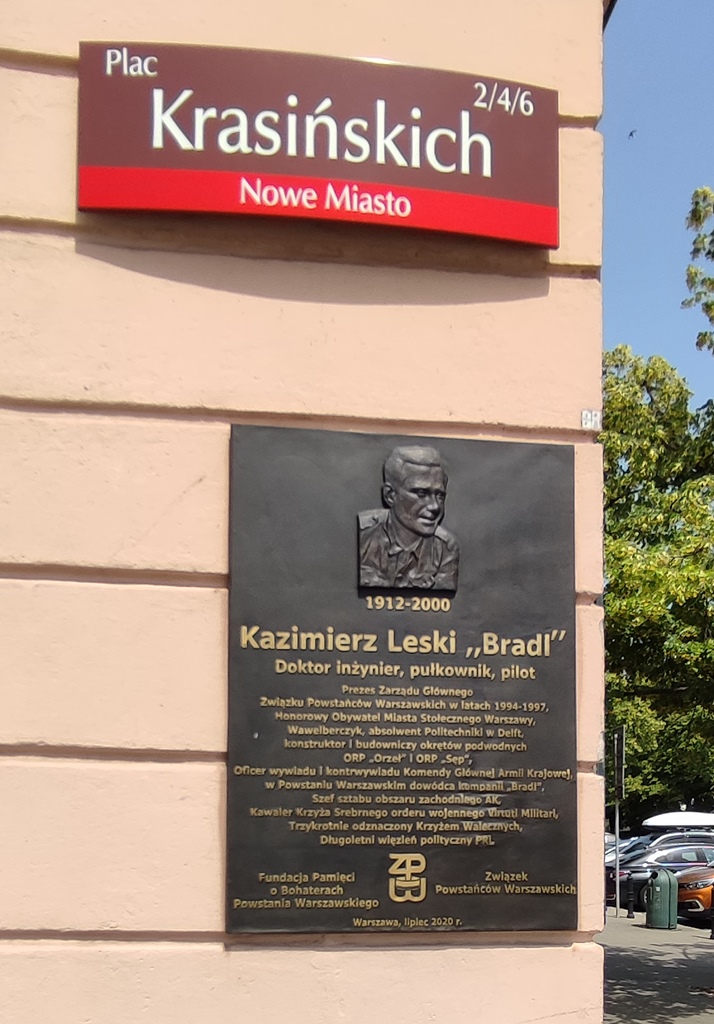 Plac
2/4/6
Krasińskich
Nowe Miasto
1912-2000
Kazimierz Leski „Bradl”
Doktor inżynier, pułkownik, pilot
Prezes Zarządu Głównego
Związku Powstańców Warszawskich w latach 1994-1997,
Honorowy Obywatel Miasta Stołecznego Warszawy,
Wawelberczyk, absolwent Politechniki w Delft,
konstruktor i budowniczy okrętów podwodnych
ORP „Orzeł” i ORP „Sęp”,
Oficer wywiadu i kontrwywiadu Komendy Głównej Armii Krajowej,
w Powstaniu Warszawskim dowódca kompanii „Bradl”,
Szef sztabu obszaru zachodniego AK,
Kawaler Krzyża Srebrnego orderu wojennego Virtuti Militari,
Trzykrotnie odznaczony Krzyżem Walecznych,
Długoletni więzień polityczny PRL
Fundacja Pamięci
o Bohaterach
Powstania Warszawskiego
ZPW
Związek
Powstańców Warszawskich
Warszawa, lipiec 2020 r.